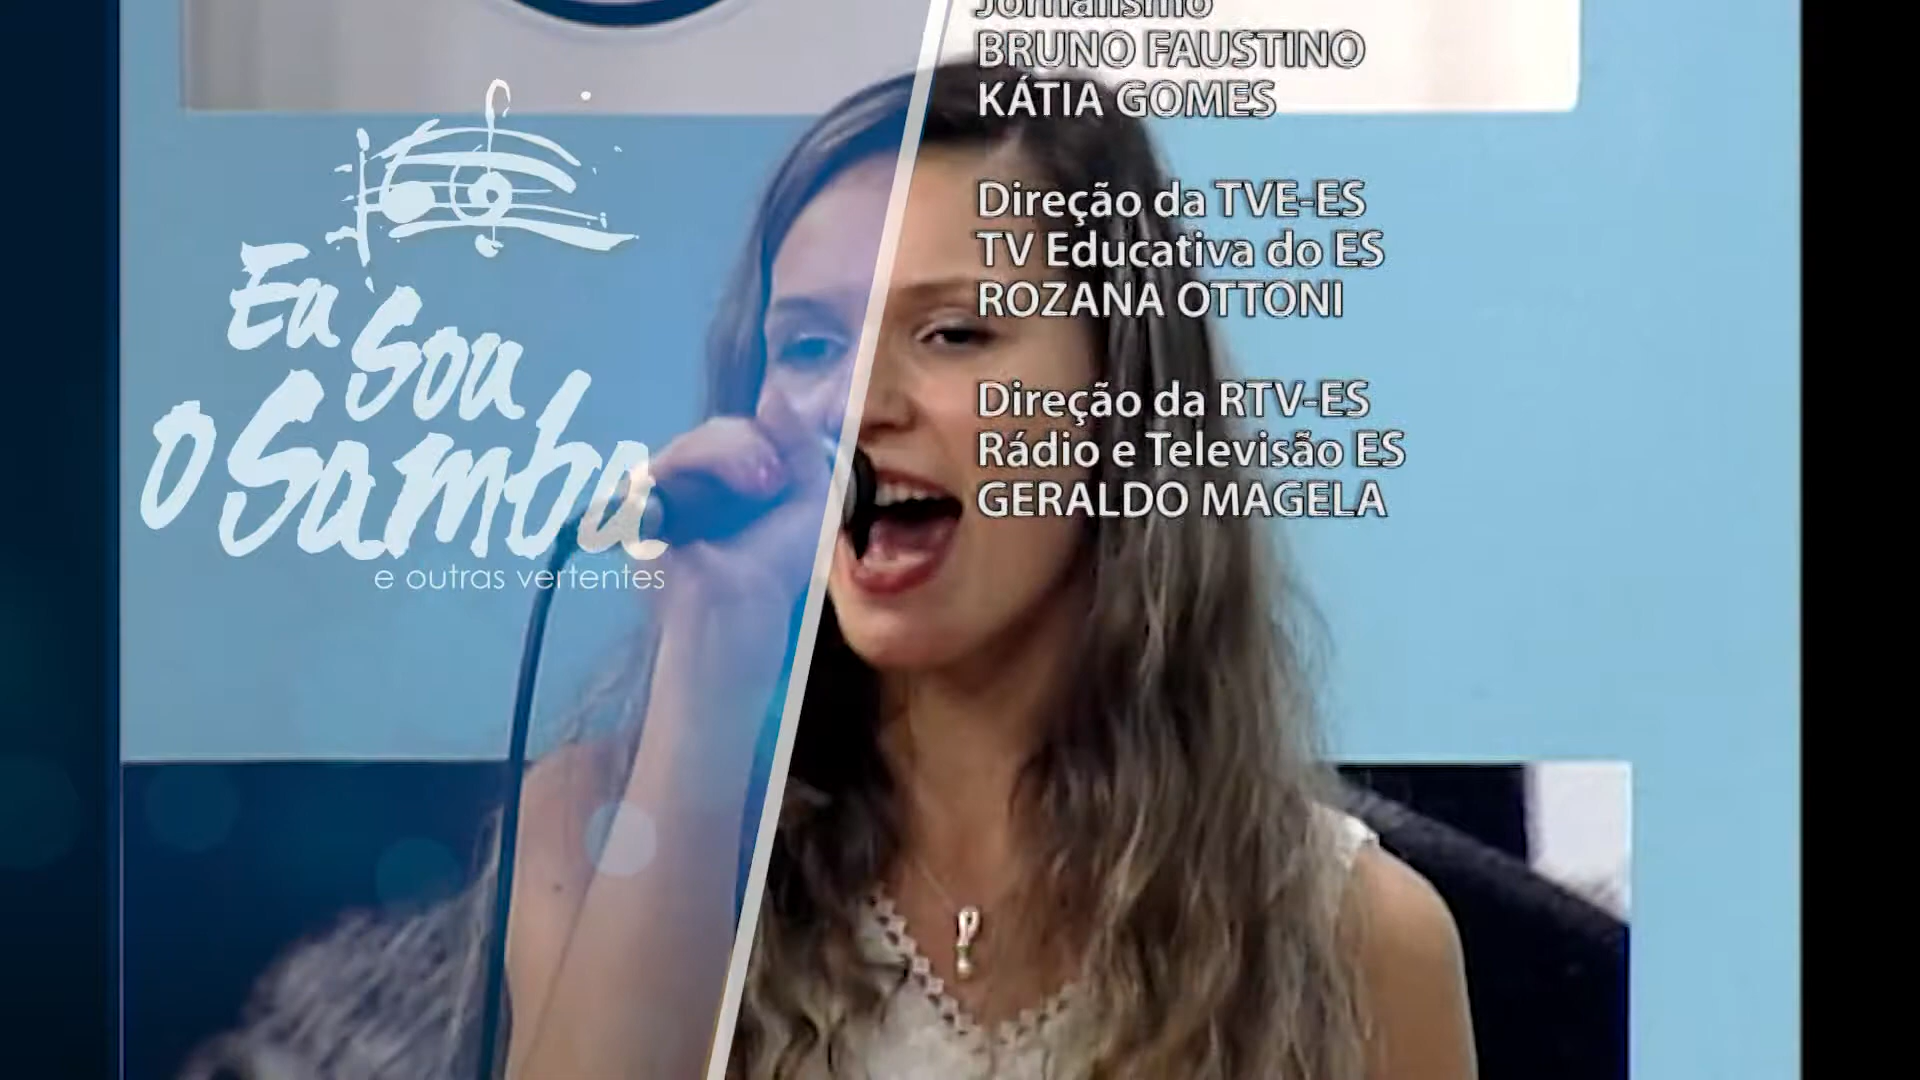 Eu
Sou
o Samba
e outras vertentes
Jornalismo
BRUNO FAUSTINO
KÁTIA GOMES
Direção da TVE-ES
TV Educativa do ES
ROZANA OTTONI
Direção da RTV-ES
Rádio e Televisão ES
GERALDO MAGELA